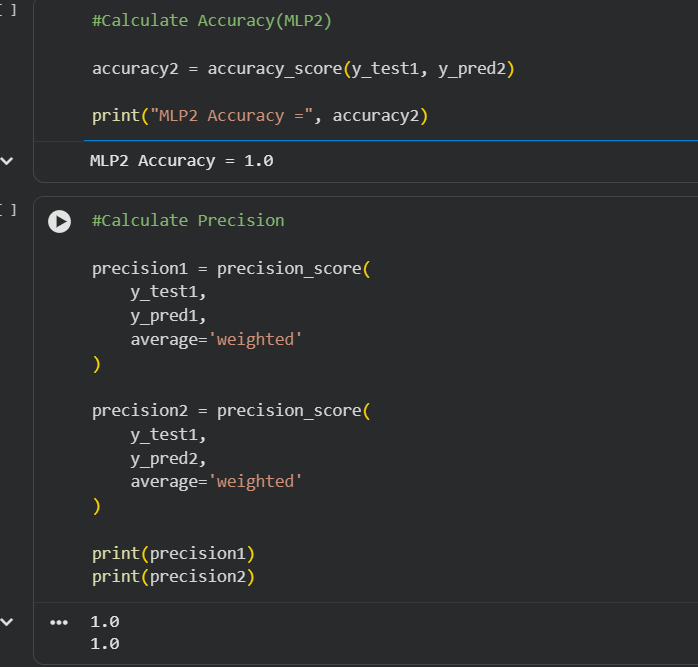 [ ]
#Calculate Accuracy(MLP2)
accuracy2 = accuracy_score(y_test1, y_pred2)
print("MLP2 Accuracy =", accuracy2)
MLP2 Accuracy = 1.0
[ ]
#Calculate Precision
precision1 = precision_score(
    y_test1,
    y_pred1,
    average='weighted'
)
precision2 = precision_score(
    y_test1,
    y_pred2,
    average='weighted'
)
print(precision1)
print(precision2)
1.0
1.0